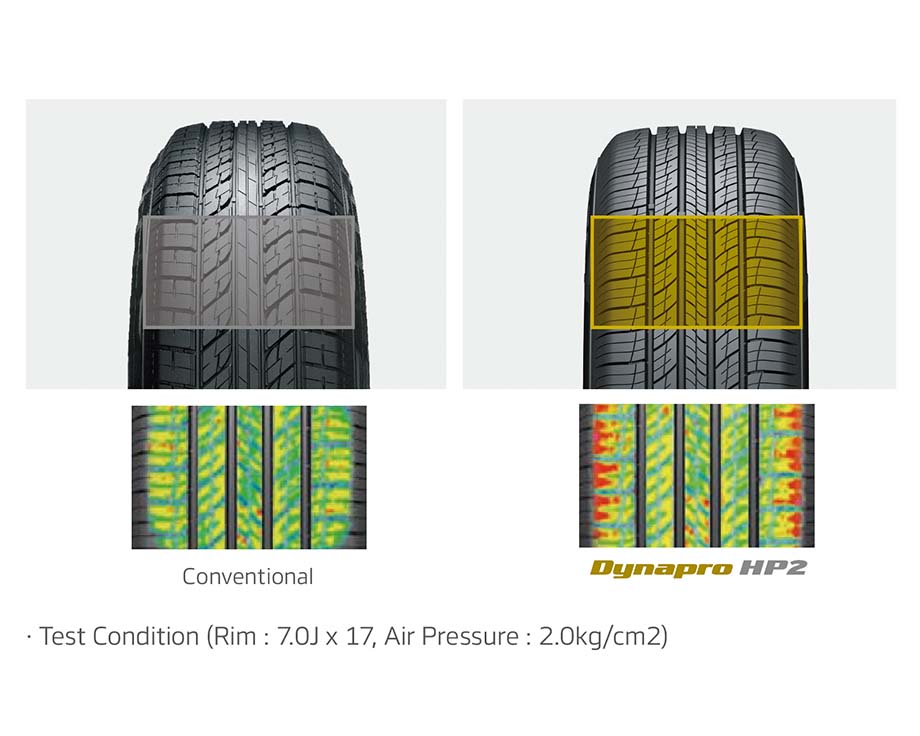 Conventional
Dynapro HP2
· Test Condition (Rim : 7.0J x 17, Air Pressure : 2.0kg/cm2)